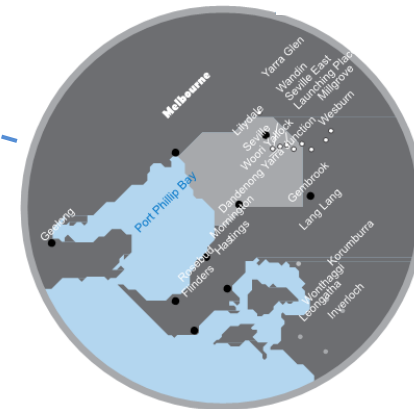 Yarra Glen
Wandin
Seville East
Launching Plac
Millgrove
Melbourne
Wesburn
Lilydale
Seville
Woori Yallock
Yarra Junction
Dandenong
Gembrook
Port Phillip Bay
Mornington
Hastings
Lang Lang
Geelong
Rosebud
Flinders
Korumburra
Wonthaggi
Leongatha
Inverloch